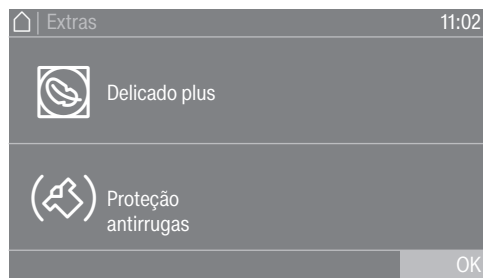 | Extras 11:02
Delicado plus
Proteção
antirrugas
OK